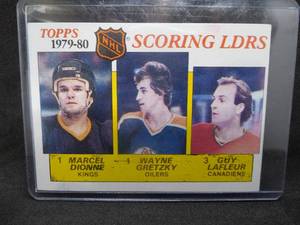 TOPPS
1979-80
NHL
SCORING LDRS
1 MARCEL DIONNE
KINGS
1 WAYNE GRETZKY
OILERS
3 GUY LAFLEUR
CANADIENS